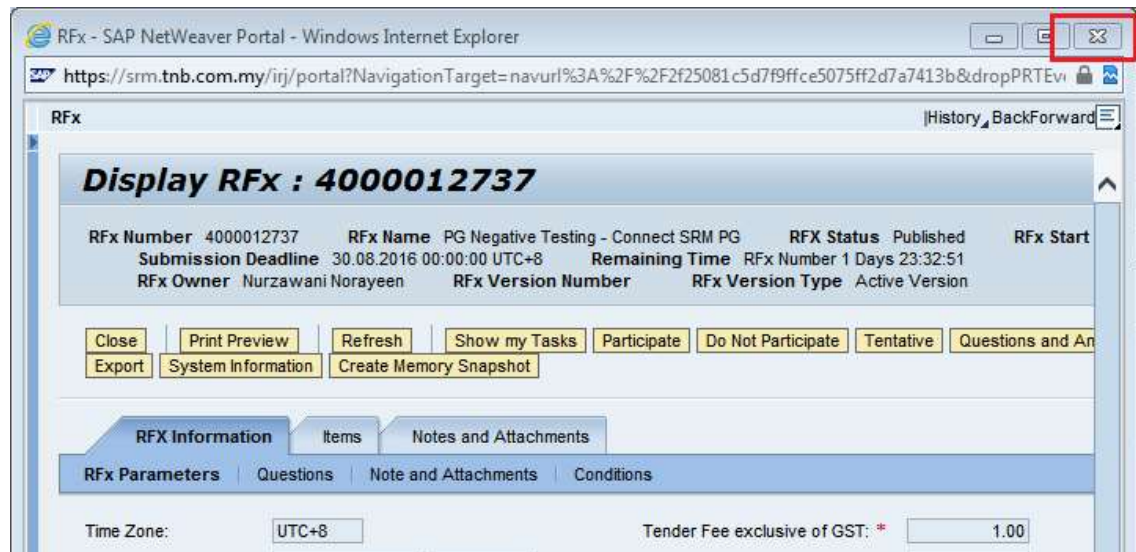 RFx - SAP NetWeaver Portal - Windows Internet Explorer
SAP https://srm.tnb.com.my/irj/portal?NavigationTarget=navurl%3A%2F%2F2f25081c5d7f9ffce5075ff2d7a7413b&dropPRTEv
RFx |History BackForward
Display RFx : 4000012737
RFx Number 4000012737 RFx Name PG Negative Testing - Connect SRM PG RFX Status Published RFx Start
Submission Deadline 30.08.2016 00:00:00 UTC+8 Remaining Time RFx Number 1 Days 23:32:51
RFx Owner Nurzawani Norayeen RFx Version Number RFx Version Type Active Version
Close Print Preview Refresh Show my Tasks Participate Do Not Participate Tentative Questions and An
Export System Information Create Memory Snapshot
RFX Information Items Notes and Attachments
RFx Parameters Questions Note and Attachments Conditions
Time Zone: UTC+8 Tender Fee exclusive of GST: * 1.00